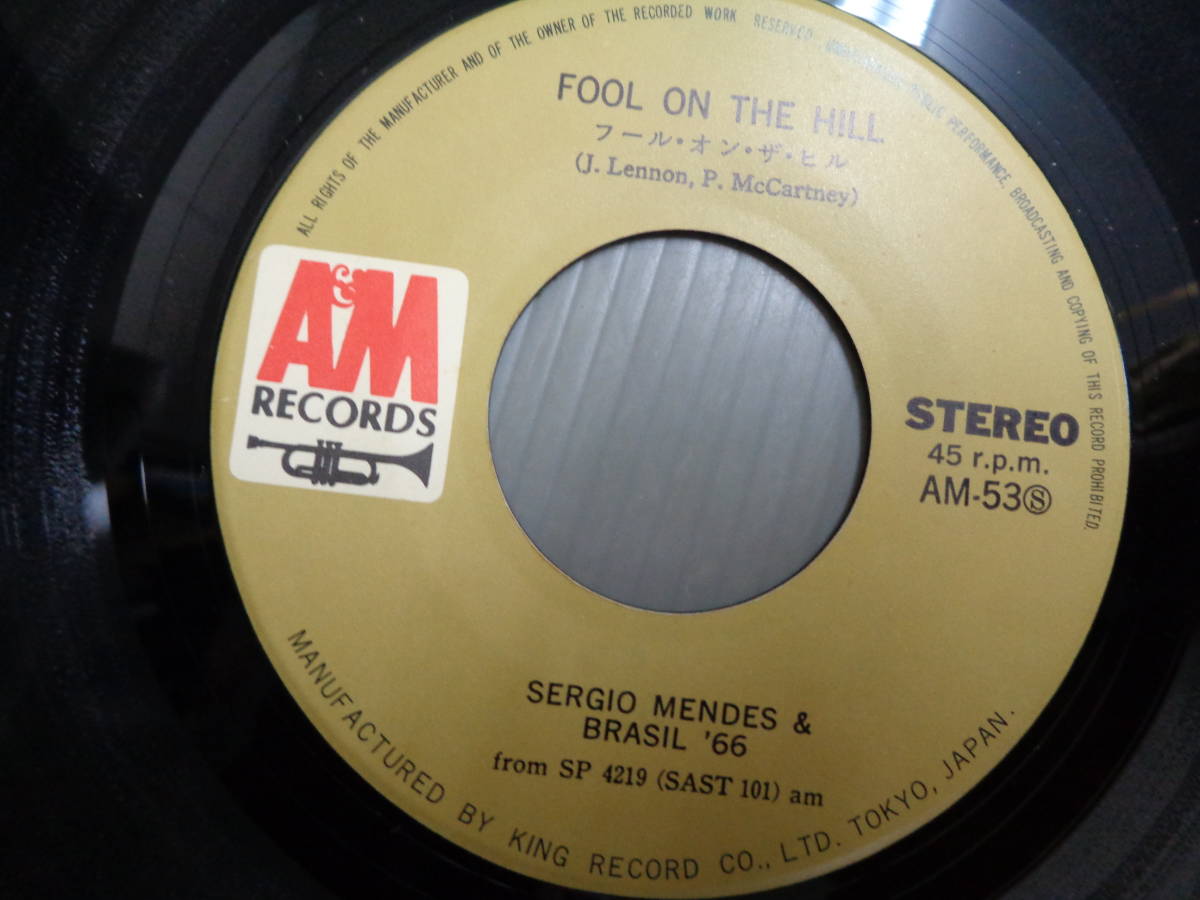 ALL RIGHTS OF THE MANUFACTURER AND OF THE OWNER OF THE RECORDED WORK RESERVED. PUBLIC PERFORMANCE, BROADCASTING AND COPYING OF THIS RECORD PROHIBITED.
FOOL ON THE HILL
フール・オン・ザ・ヒル
(J. Lennon, P. McCartney)
A&M
RECORDS
STEREO
45 r.p.m.
AM-53Ⓢ
SERGIO MENDES &
BRASIL '66
from SP 4219 (SAST 101) am
MANUFACTURED BY KING RECORD CO., LTD. TOKYO, JAPAN.